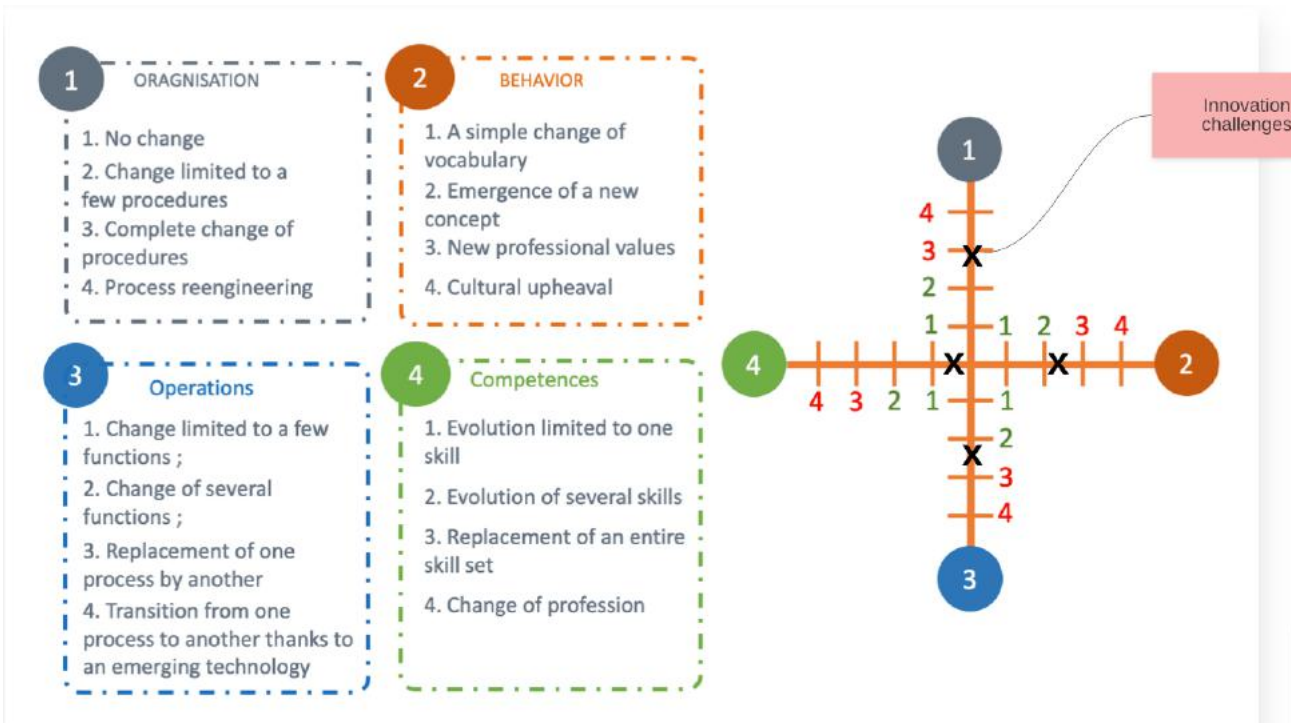 1
ORAGNISATION
1. No change
2. Change limited to a
few procedures
3. Complete change of
procedures
4. Process reengineering
2
BEHAVIOR
1. A simple change of
vocabulary
2. Emergence of a new
concept
3. New professional values
4. Cultural upheaval
3
Operations
1. Change limited to a few
functions ;
2. Change of several
functions ;
3. Replacement of one
process by another
4. Transition from one
process to another thanks to
an emerging technology
4
Competences
1. Evolution limited to one
skill
2. Evolution of several skills
3. Replacement of an entire
skill set
4. Change of profession
Innovation
challenges
1
4
3
X
2
1
1 2 3 4
4
X
X
2
4 3 2 1
1
2
X
3
4
3